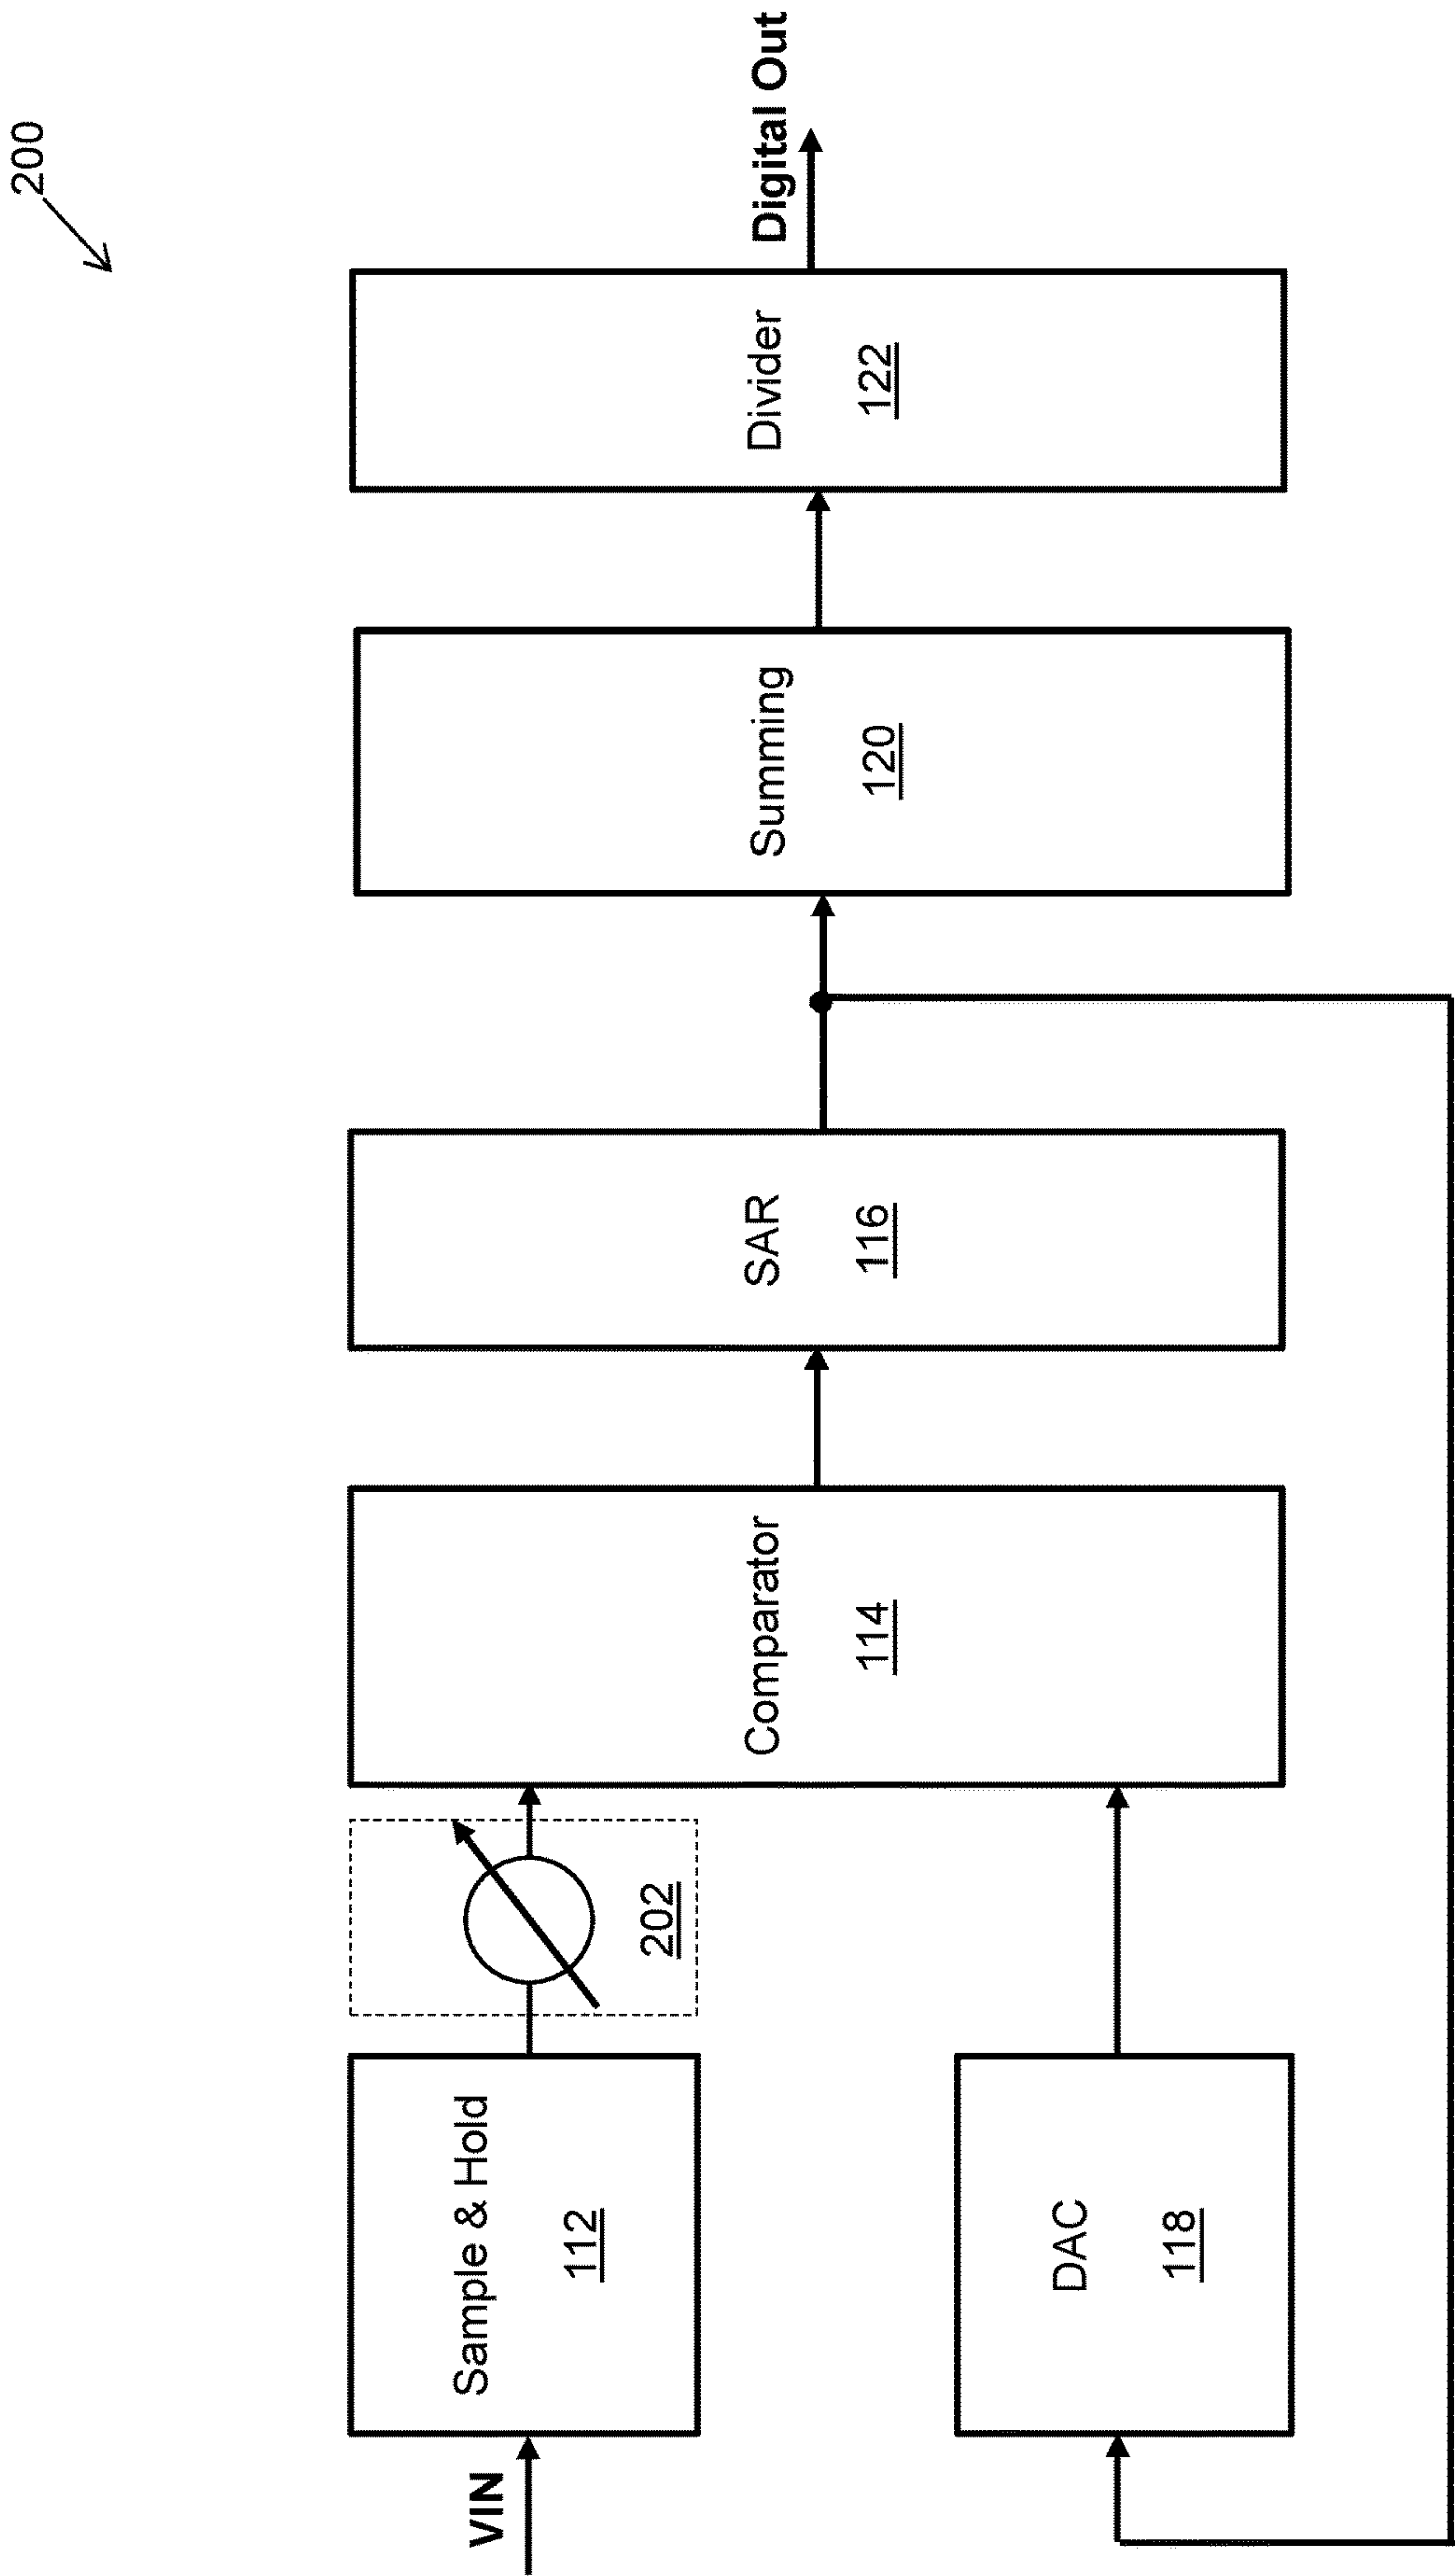 200
VIN
Sample & Hold
112
202
Comparator
114
SAR
116
Summing
120
Divider
122
Digital Out
DAC
118